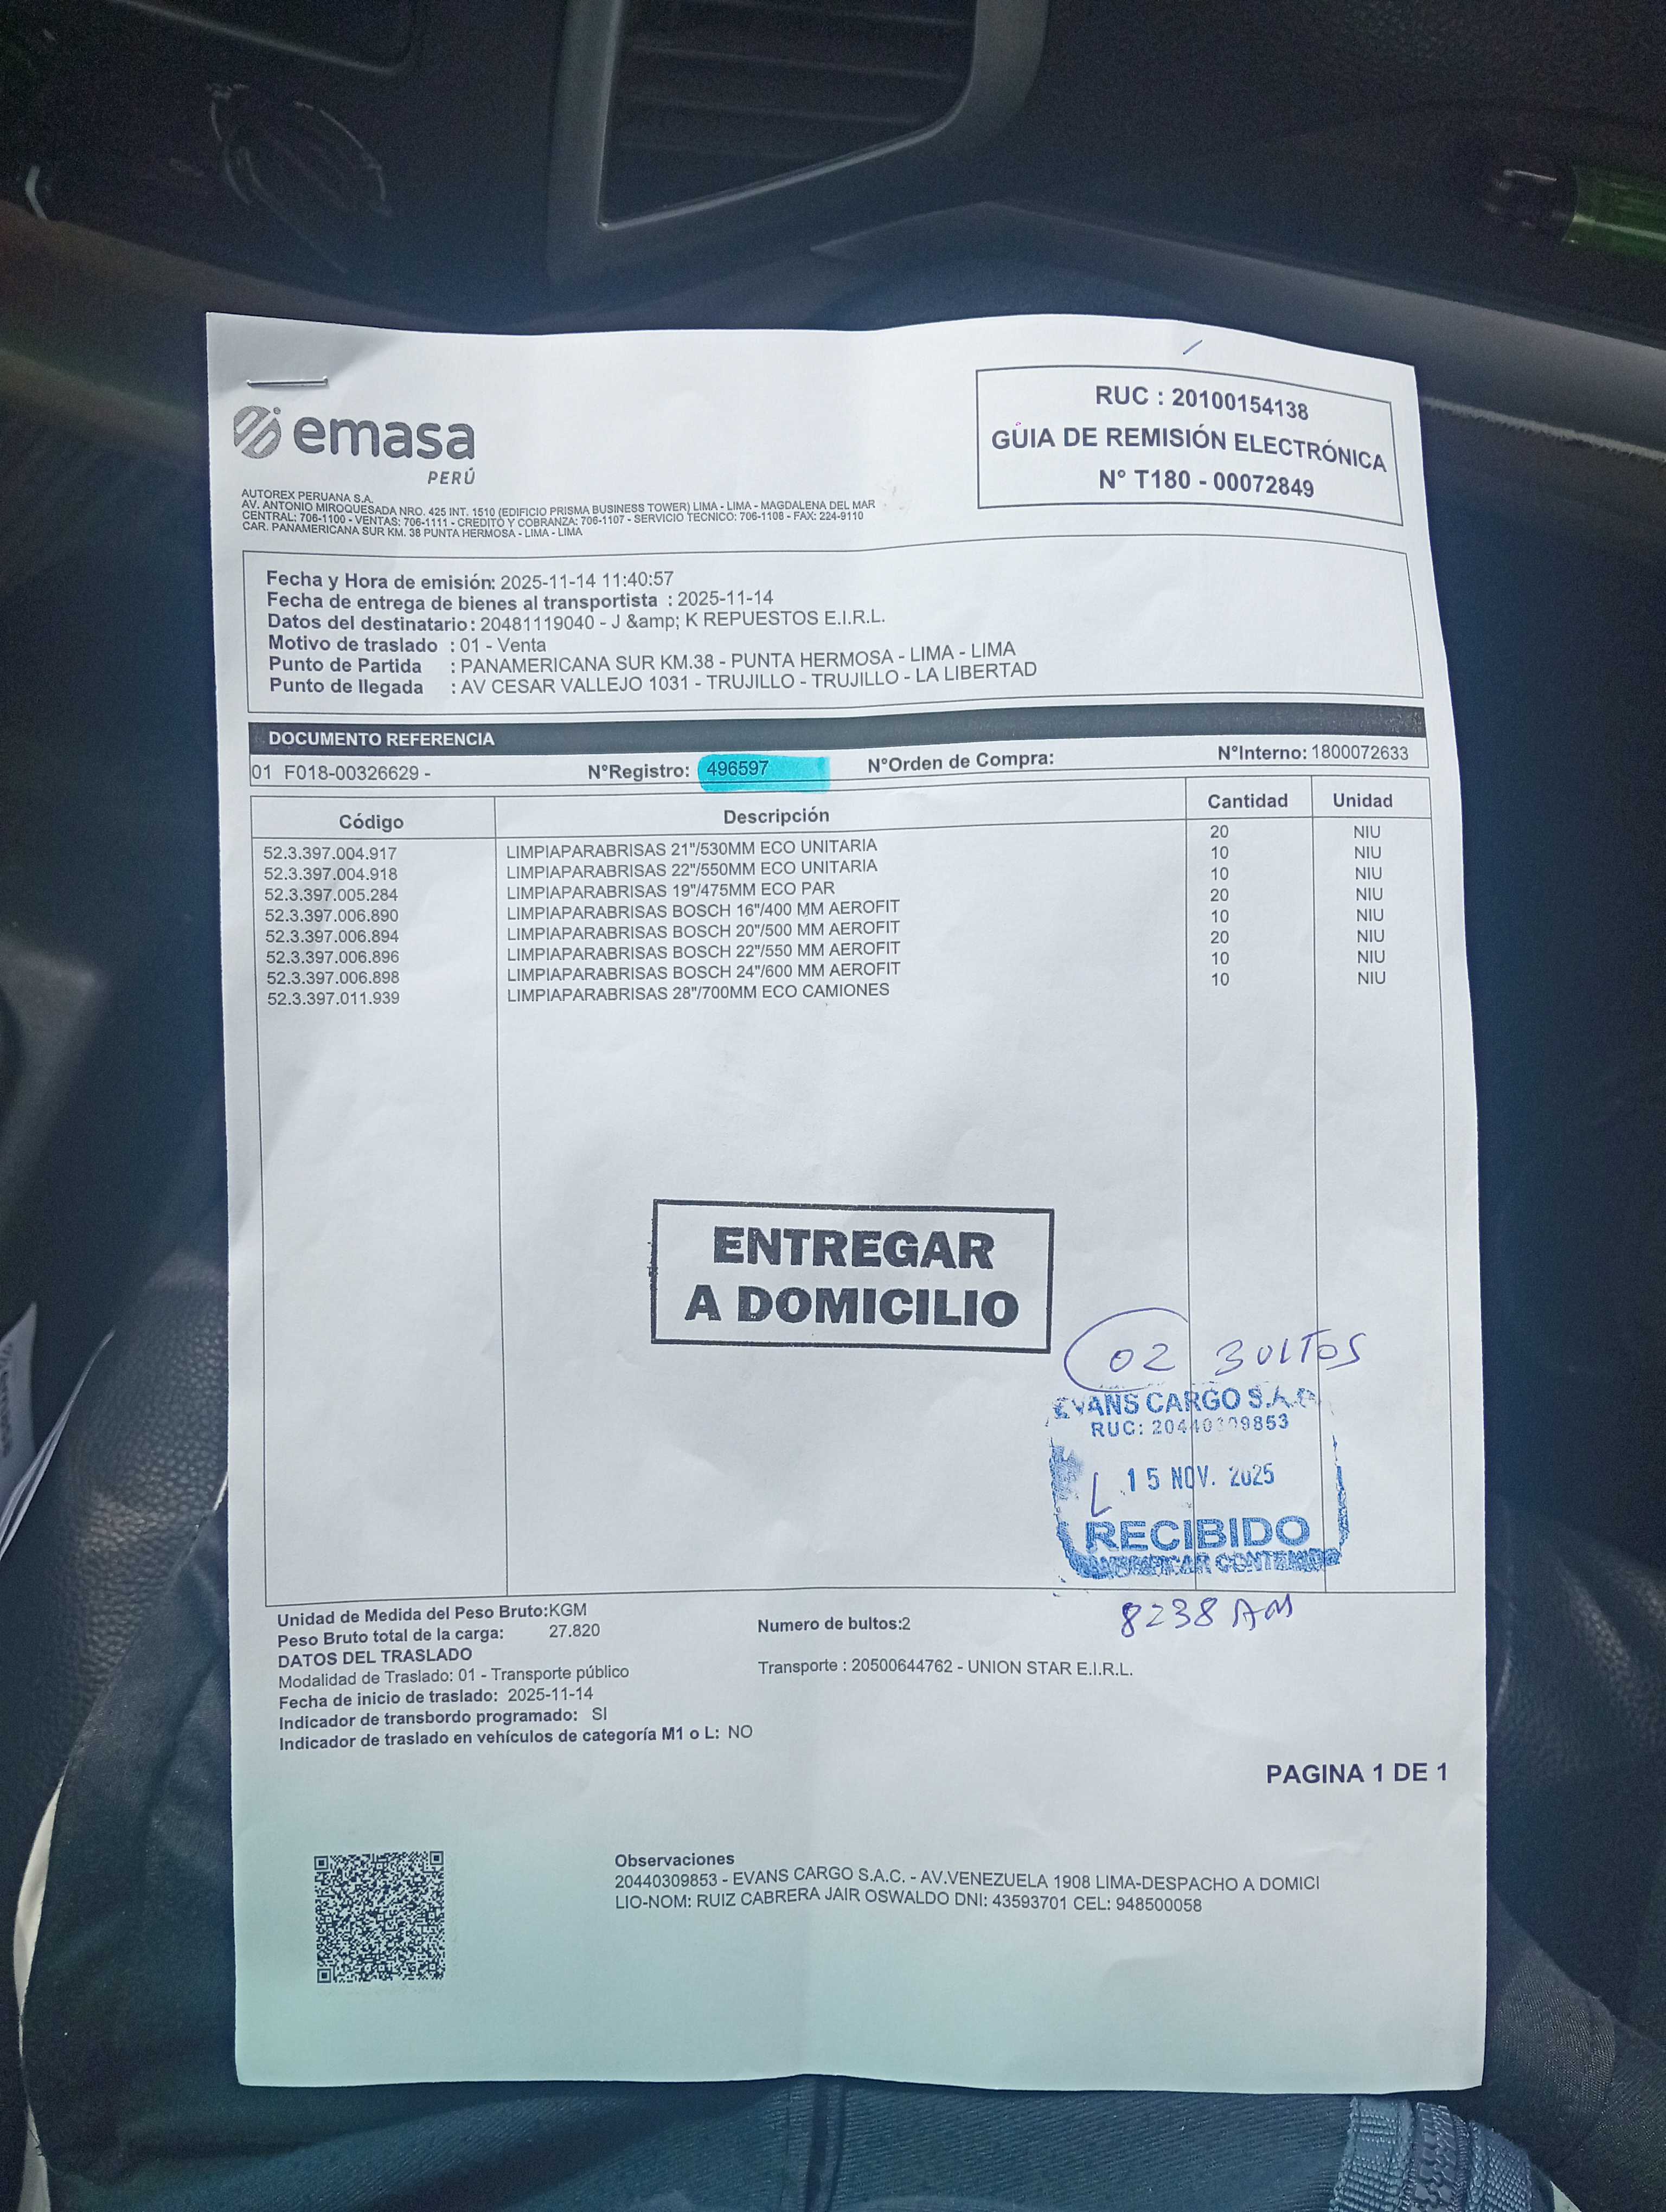 emasa
PERÚ
RUC : 20100154138
GUIA DE REMISIÓN ELECTRÓNICA
N° T180 - 00072849
AUTOREX PERUANA S.A.
AV. ANTONIO MIROQUESADA NRO. 425 INT. 1510 (EDIFICIO PRISMA BUSINESS TOWER) LIMA - LIMA - MAGDALENA DEL MAR
CENTRAL: 706-1100 - VENTAS: 706-1111 - CREDITO Y COBRANZA: 706-1107 - SERVICIO TECNICO: 706-1108 - FAX: 224-9110
CAR. PANAMERICANA SUR KM. 38 PUNTA HERMOSA - LIMA - LIMA
Fecha y Hora de emisión: 2025-11-14 11:40:57
Fecha de entrega de bienes al transportista : 2025-11-14
Datos del destinatario: 20481119040 - J &amp; K REPUESTOS E.I.R.L.
Motivo de traslado : 01 - Venta
Punto de Partida : PANAMERICANA SUR KM.38 - PUNTA HERMOSA - LIMA - LIMA
Punto de llegada : AV CESAR VALLEJO 1031 - TRUJILLO - TRUJILLO - LA LIBERTAD
DOCUMENTO REFERENCIA
01 F018-00326629 - N°Registro: 496597 N°Orden de Compra: N°Interno: 1800072633
Código Descripción Cantidad Unidad
52.3.397.004.917 LIMPIAPARABRISAS 21"/530MM ECO UNITARIA 20 NIU
52.3.397.004.918 LIMPIAPARABRISAS 22"/550MM ECO UNITARIA 10 NIU
52.3.397.005.284 LIMPIAPARABRISAS 19"/475MM ECO PAR 10 NIU
52.3.397.006.890 LIMPIAPARABRISAS BOSCH 16"/400 MM AEROFIT 20 NIU
52.3.397.006.894 LIMPIAPARABRISAS BOSCH 20"/500 MM AEROFIT 10 NIU
52.3.397.006.896 LIMPIAPARABRISAS BOSCH 22"/550 MM AEROFIT 20 NIU
52.3.397.006.898 LIMPIAPARABRISAS BOSCH 24"/600 MM AEROFIT 10 NIU
52.3.397.011.939 LIMPIAPARABRISAS 28"/700MM ECO CAMIONES 10 NIU
ENTREGAR
A DOMICILIO
02 BULTOS
EVANS CARGO S.A.C.
RUC: 20440309853
15 NOV. 2025
RECIBIDO
CONTENIDO
8238 AM
Unidad de Medida del Peso Bruto:KGM
Peso Bruto total de la carga: 27.820 Numero de bultos:2
DATOS DEL TRASLADO
Modalidad de Traslado: 01 - Transporte público Transporte : 20500644762 - UNION STAR E.I.R.L.
Fecha de inicio de traslado: 2025-11-14
Indicador de transbordo programado: SI
Indicador de traslado en vehículos de categoría M1 o L: NO
PAGINA 1 DE 1
Observaciones
20440309853 - EVANS CARGO S.A.C. - AV.VENEZUELA 1908 LIMA-DESPACHO A DOMICI
LIO-NOM: RUIZ CABRERA JAIR OSWALDO DNI: 43593701 CEL: 948500058